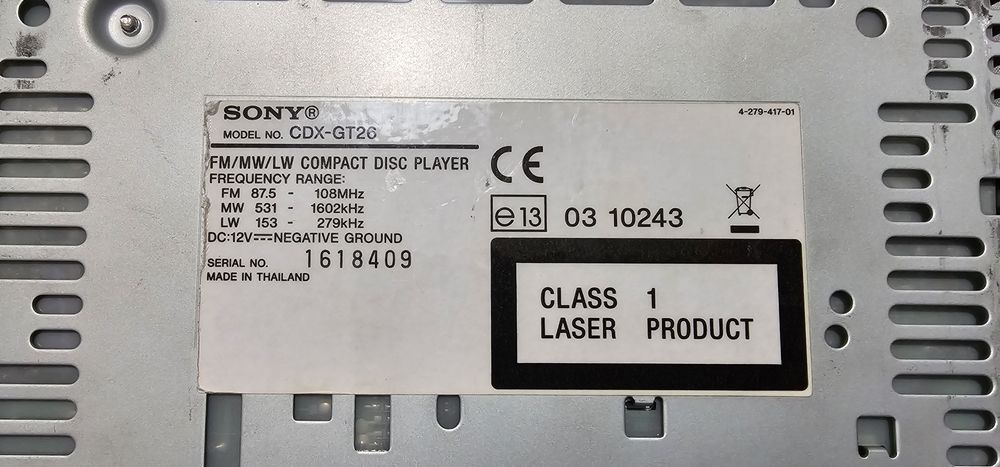 SONY®
MODEL NO. CDX-GT26
FM/MW/LW COMPACT DISC PLAYER
FREQUENCY RANGE:
FM 87.5 - 108MHz
MW 531 - 1602kHz
LW 153 - 279kHz
DC:12V⎓NEGATIVE GROUND
SERIAL NO. 1618409
MADE IN THAILAND
4-279-417-01
CE
e13 03 10243
CLASS 1
LASER PRODUCT